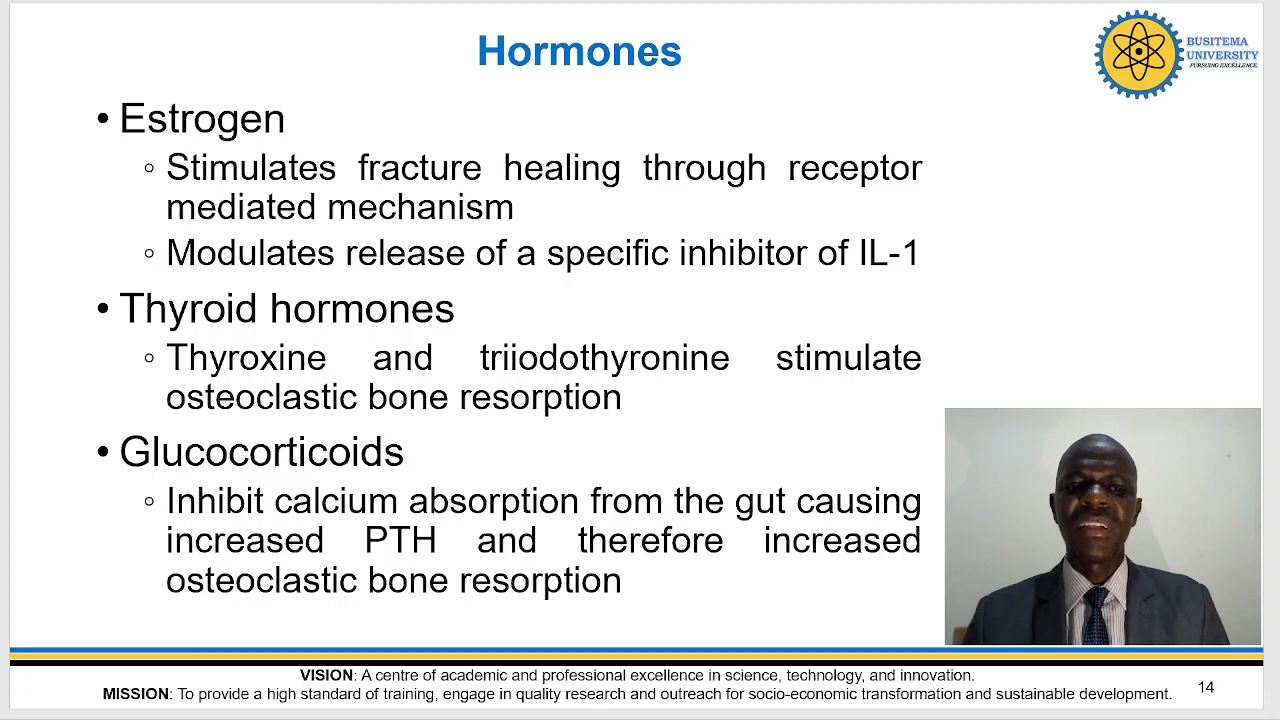 Hormones
BUSITEMA
UNIVERSITY
PURSUING EXCELLENCE
• Estrogen
◦ Stimulates fracture healing through receptor
mediated mechanism
◦ Modulates release of a specific inhibitor of IL-1
• Thyroid hormones
◦ Thyroxine and triiodothyronine stimulate
osteoclastic bone resorption
• Glucocorticoids
◦ Inhibit calcium absorption from the gut causing
increased PTH and therefore increased
osteoclastic bone resorption
VISION: A centre of academic and professional excellence in science, technology, and innovation.
MISSION: To provide a high standard of training, engage in quality research and outreach for socio-economic transformation and sustainable development.
14